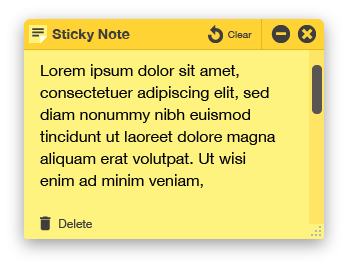 Sticky Note
Clear
Lorem ipsum dolor sit amet,
consectetuer adipiscing elit, sed
diam nonummy nibh euismod
tincidunt ut laoreet dolore magna
aliquam erat volutpat. Ut wisi
enim ad minim veniam,
Delete